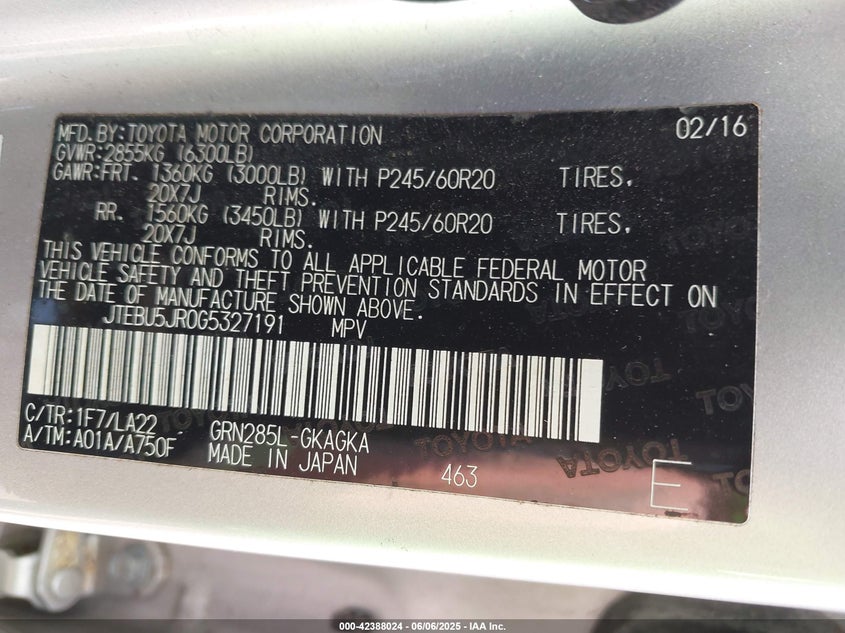 MFD. BY:TOYOTA MOTOR CORPORATION 02/16
GVWR:2855KG (6300LB)
GAWR:FRT. 1360KG (3000LB) WITH P245/60R20 TIRES,
20X7J RIMS.
RR. 1560KG (3450LB) WITH P245/60R20 TIRES,
20X7J RIMS.
THIS VEHICLE CONFORMS TO ALL APPLICABLE FEDERAL MOTOR
VEHICLE SAFETY AND THEFT PREVENTION STANDARDS IN EFFECT ON
THE DATE OF MANUFACTURE SHOWN ABOVE.
JTEBU5JR0G5327191 MPV
C/TR:1F7/LA22 GRN285L-GKAGKA
A/TM:A01A/A750F MADE IN JAPAN 463 E
TOYOTA
000-42388024 | 06/06/2025 - IAA Inc.